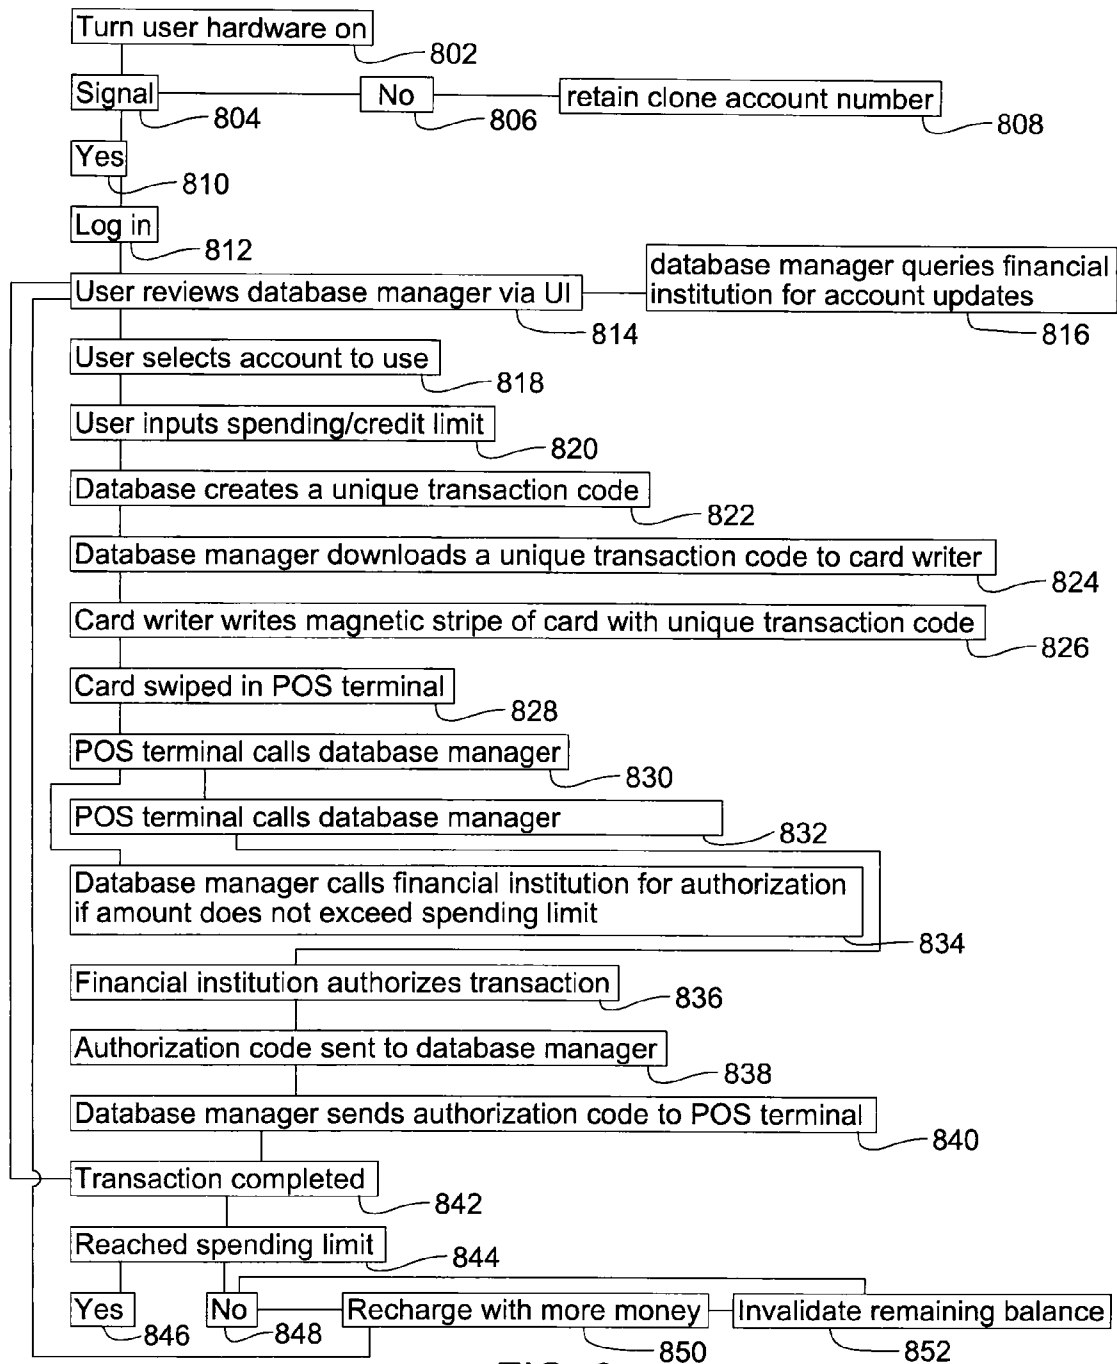 Turn user hardware on
802
Signal
804
No
806
retain clone account number
808
Yes
810
Log in
812
User reviews database manager via UI
814
database manager queries financial
institution for account updates
816
User selects account to use
818
User inputs spending/credit limit
820
Database creates a unique transaction code
822
Database manager downloads a unique transaction code to card writer
824
Card writer writes magnetic stripe of card with unique transaction code
826
Card swiped in POS terminal
828
POS terminal calls database manager
830
POS terminal calls database manager
832
Database manager calls financial institution for authorization
if amount does not exceed spending limit
834
Financial institution authorizes transaction
836
Authorization code sent to database manager
838
Database manager sends authorization code to POS terminal
840
Transaction completed
842
Reached spending limit
844
Yes
846
No
848
Recharge with more money
850
Invalidate remaining balance
852